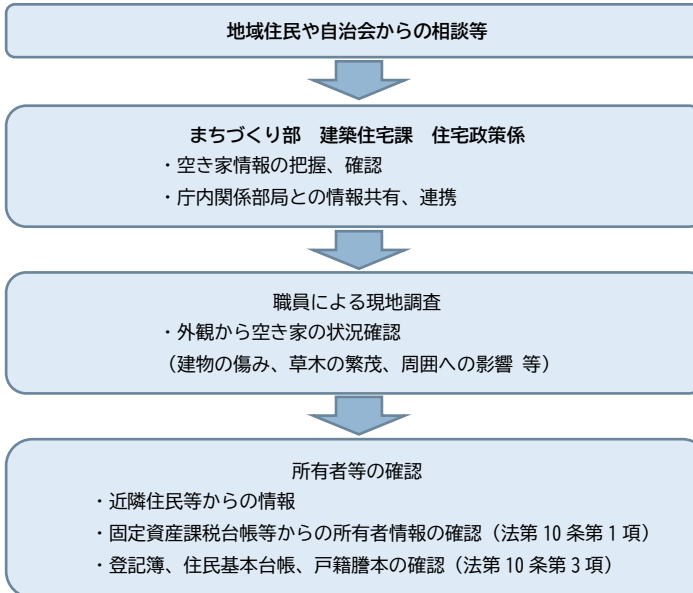 地域住民や自治会からの相談等
まちづくり部　建築住宅課　住宅政策係
・空き家情報の把握、確認
・庁内関係部局との情報共有、連携
職員による現地調査
・外観から空き家の状況確認
（建物の傷み、草木の繁茂、周囲への影響 等）
所有者等の確認
・近隣住民等からの情報
・固定資産課税台帳等からの所有者情報の確認（法第 10 条第 1 項）
・登記簿、住民基本台帳、戸籍謄本の確認（法第 10 条第 3 項）